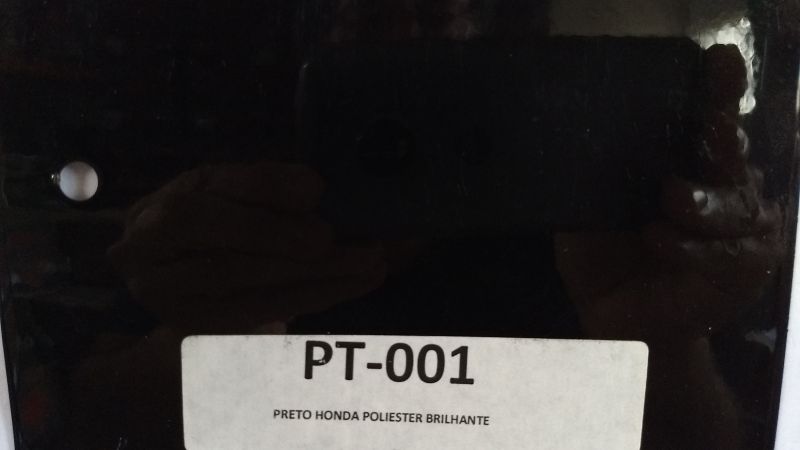 PT-001
PRETO HONDA POLIESTER BRILHANTE